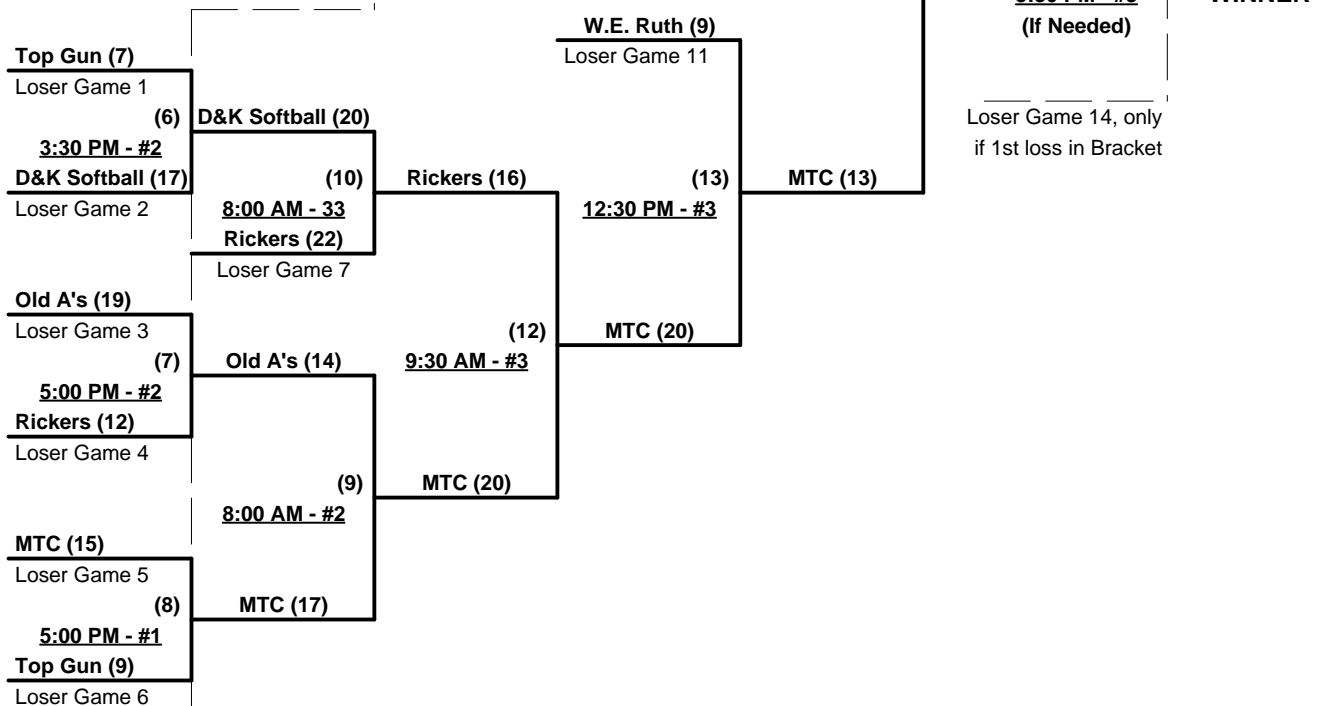 W.E. Ruth (9)
(If Needed)
Top Gun (7)
Loser Game 11
Loser Game 1
(6)
D&K Softball (20)
Loser Game 14, only
3:30 PM - #2
if 1st loss in Bracket
D&K Softball (17)
(10)
Rickers (16)
(13)
MTC (13)
Loser Game 2
8:00 AM - 33
12:30 PM - #3
Rickers (22)
Loser Game 7
Old A's (19)
Loser Game 3
(12)
MTC (20)
(7)
Old A's (14)
9:30 AM - #3
5:00 PM - #2
Rickers (12)
Loser Game 4
(9)
MTC (20)
8:00 AM - #2
MTC (15)
Loser Game 5
(8)
MTC (17)
5:00 PM - #1
Top Gun (9)
Loser Game 6